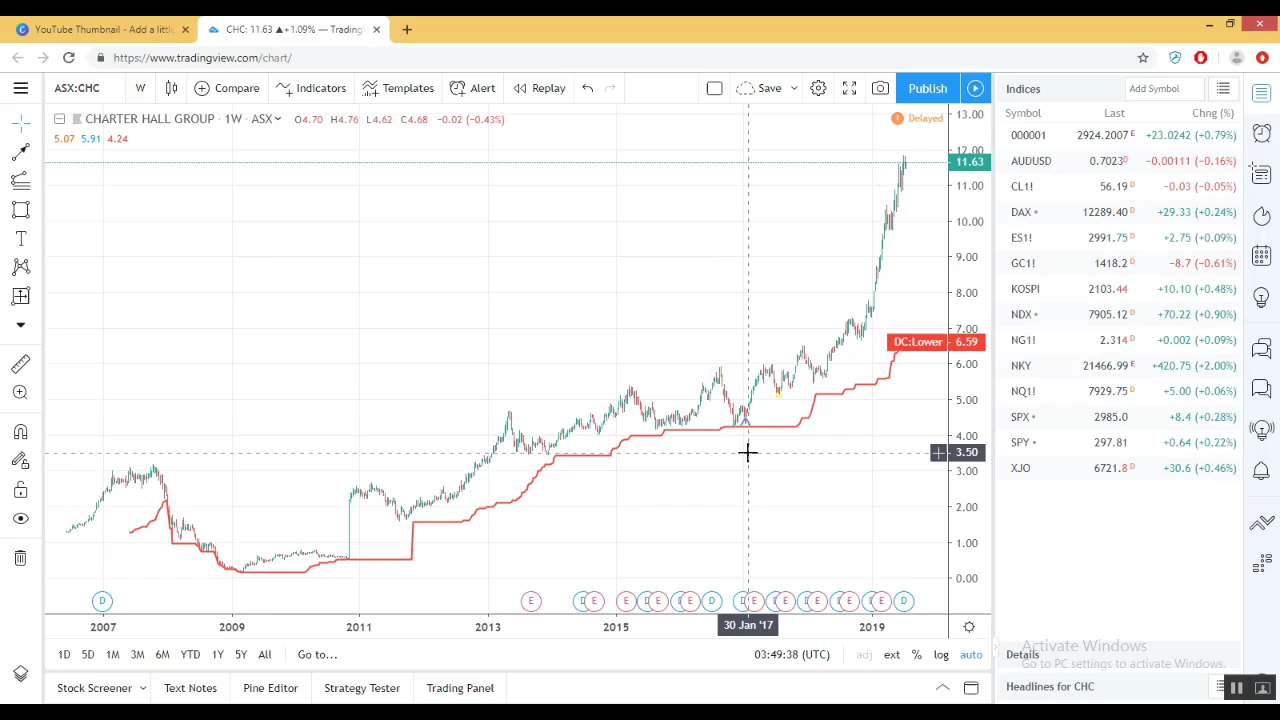 YouTube Thumbnail - Add a littl
CHC: 11.63 ▲+1.09% — Trading
https://www.tradingview.com/chart/
ASX:CHC W Compare Indicators Templates Alert Replay Save Publish
CHARTER HALL GROUP · 1W · ASX O4.70 H4.76 L4.62 C4.68 -0.02 (-0.43%) Delayed
5.07 5.91 4.24
13.00
12.00
11.63
11.00
10.00
9.00
8.00
7.00
DC:Lower 6.59
6.00
5.00
4.00
3.50
3.00
2.00
1.00
0.00
D E D E E D E E D D E D E D E D E D
2007 2009 2011 2013 2015 30 Jan '17 2019
1D 5D 1M 3M 6M YTD 1Y 5Y All Go to... 03:49:38 (UTC) adj ext % log auto
Stock Screener Text Notes Pine Editor Strategy Tester Trading Panel
Indices Add Symbol
Symbol Last Chng (%)
000001 2924.2007 E +23.0242 (+0.79%)
AUDUSD 0.7023 D -0.00111 (-0.16%)
CL1! 56.19 D -0.03 (-0.05%)
DAX 12289.40 D +29.33 (+0.24%)
ES1! 2991.75 D +2.75 (+0.09%)
GC1! 1418.2 D -8.7 (-0.61%)
KOSPI 2103.44 +10.10 (+0.48%)
NDX 7905.12 D +70.22 (+0.90%)
NG1! 2.314 D +0.002 (+0.09%)
NKY 21466.99 E +420.75 (+2.00%)
NQ1! 7929.75 D +5.00 (+0.06%)
SPX 2985.0 +8.4 (+0.28%)
SPY 297.81 +0.64 (+0.22%)
XJO 6721.8 D +30.6 (+0.46%)
Activate Windows
Details
Go to PC settings to activate Windows.
Headlines for CHC